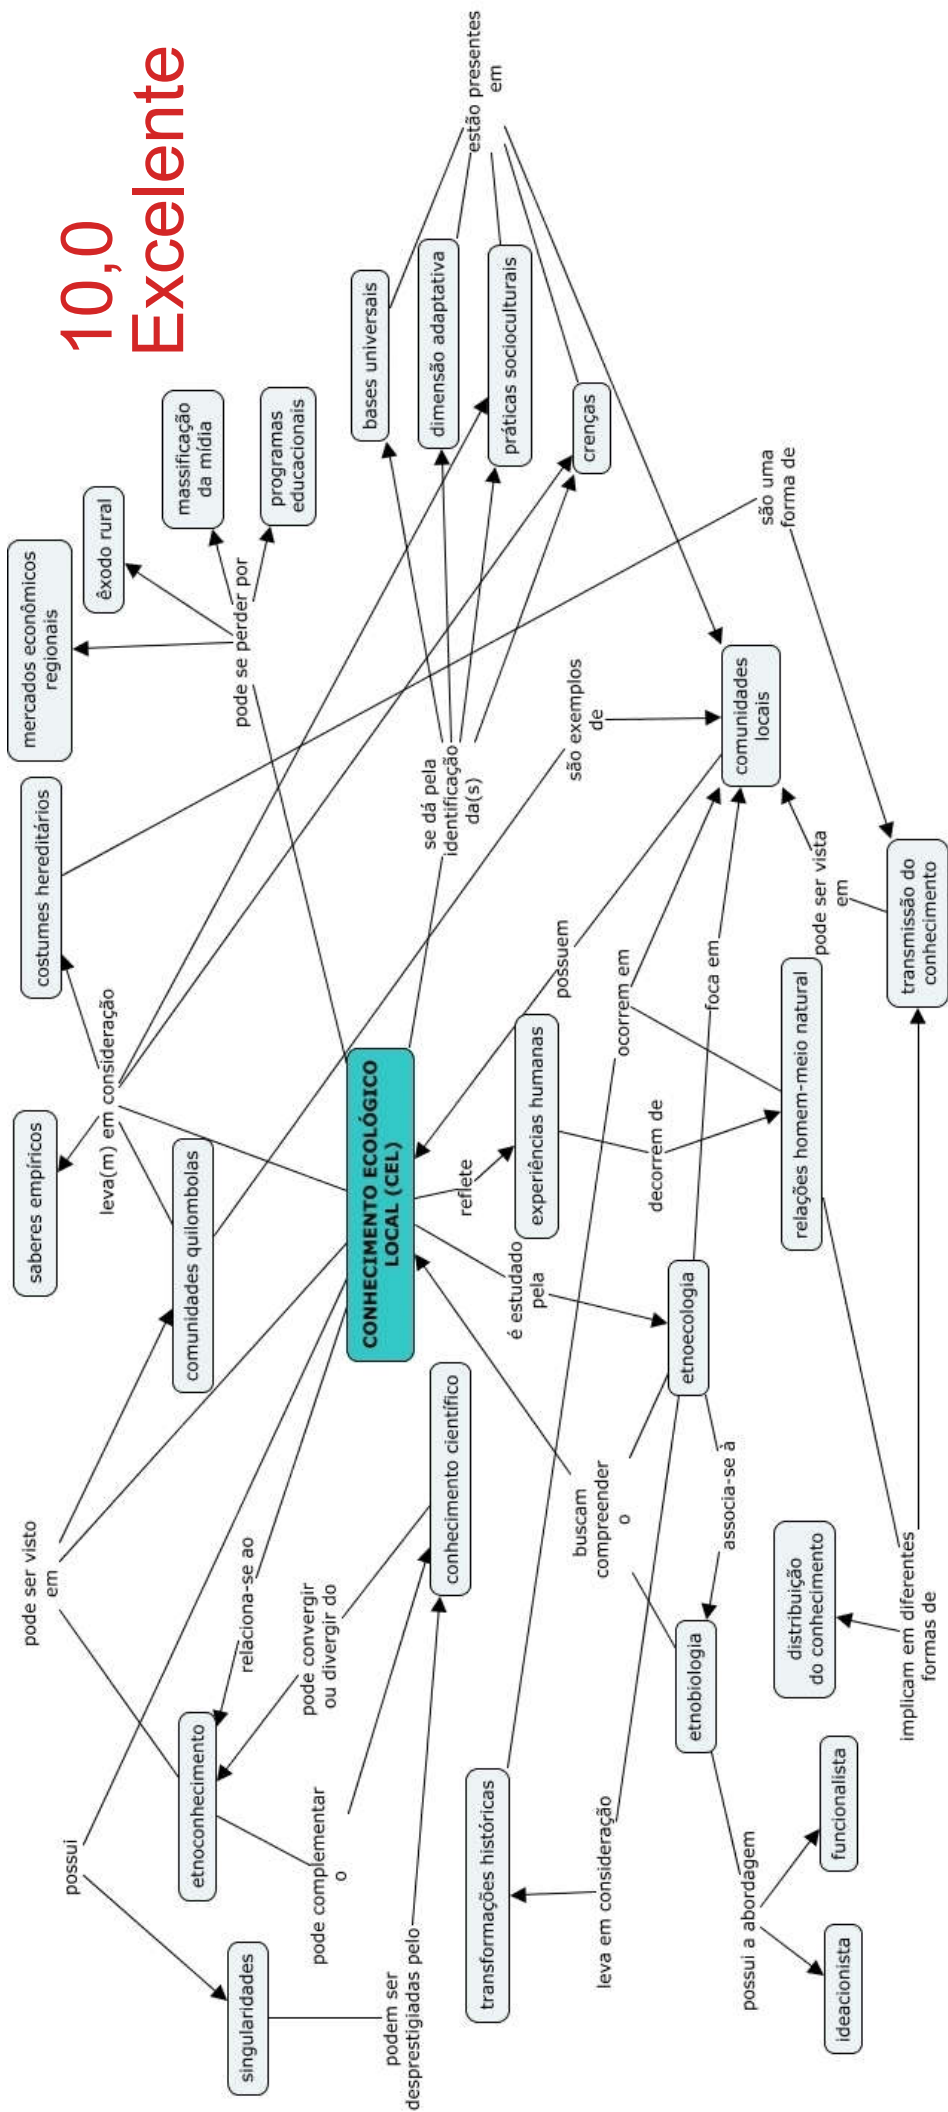 10,0
Excelente
mercados econômicos
regionais
êxodo rural
massificação
da mídia
programas
educacionais
pode se perder por
costumes hereditários
saberes empíricos
leva(m) em consideração
comunidades quilombolas
pode ser visto
em
possui
singularidades
etnoconhecimento
relaciona-se ao
pode convergir
ou divergir do
pode complementar
o
podem ser
desprestigiadas pelo
conhecimento científico
CONHECIMENTO ECOLÓGICO
LOCAL (CEL)
se dá pela
identificação
da(s)
bases universais
dimensão adaptativa
práticas socioculturais
crenças
estão presentes
em
são exemplos
de
possuem
reflete
experiências humanas
é estudado
pela
ocorrem em
decorrem de
foca em
buscam
compreender
o
transformações históricas
leva em consideração
etnoecologia
associa-se à
etnobiologia
possui a abordagem
ideacionista
funcionalista
distribuição
do conhecimento
implicam em diferentes
formas de
relações homem-meio natural
comunidades
locais
pode ser vista
em
são uma
forma de
transmissão do
conhecimento